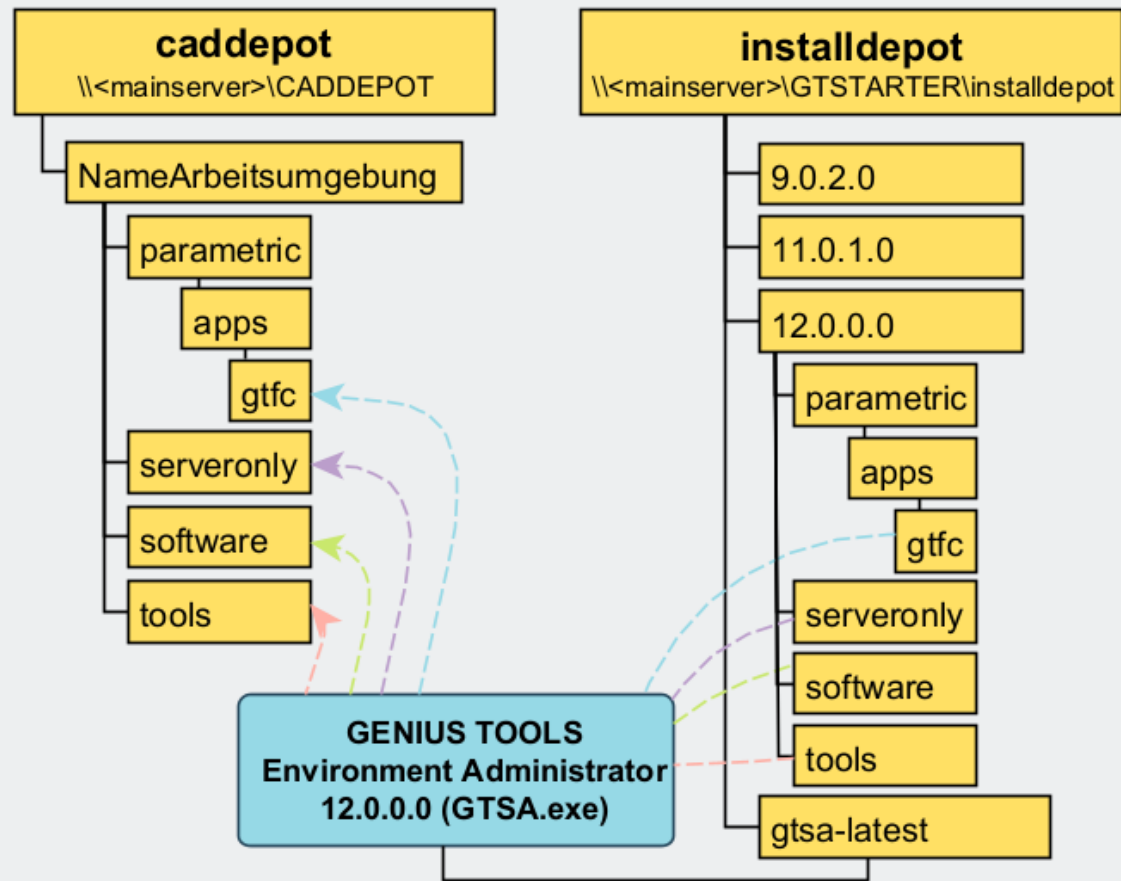 caddepot
\\<mainserver>\CADDEPOT
NameArbeitsumgebung
parametric
apps
gtfc
serveronly
software
tools
installdepot
\\<mainserver>\GTSTARTER\installdepot
9.0.2.0
11.0.1.0
12.0.0.0
parametric
apps
gtfc
serveronly
software
tools
gtsa-latest
GENIUS TOOLS
Environment Administrator
12.0.0.0 (GTSA.exe)